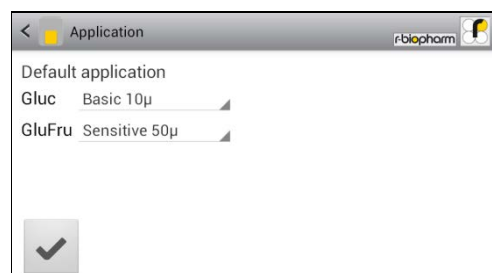 < Application
r-biopharm
Default application
Gluc Basic 10µ
GluFru Sensitive 50µ